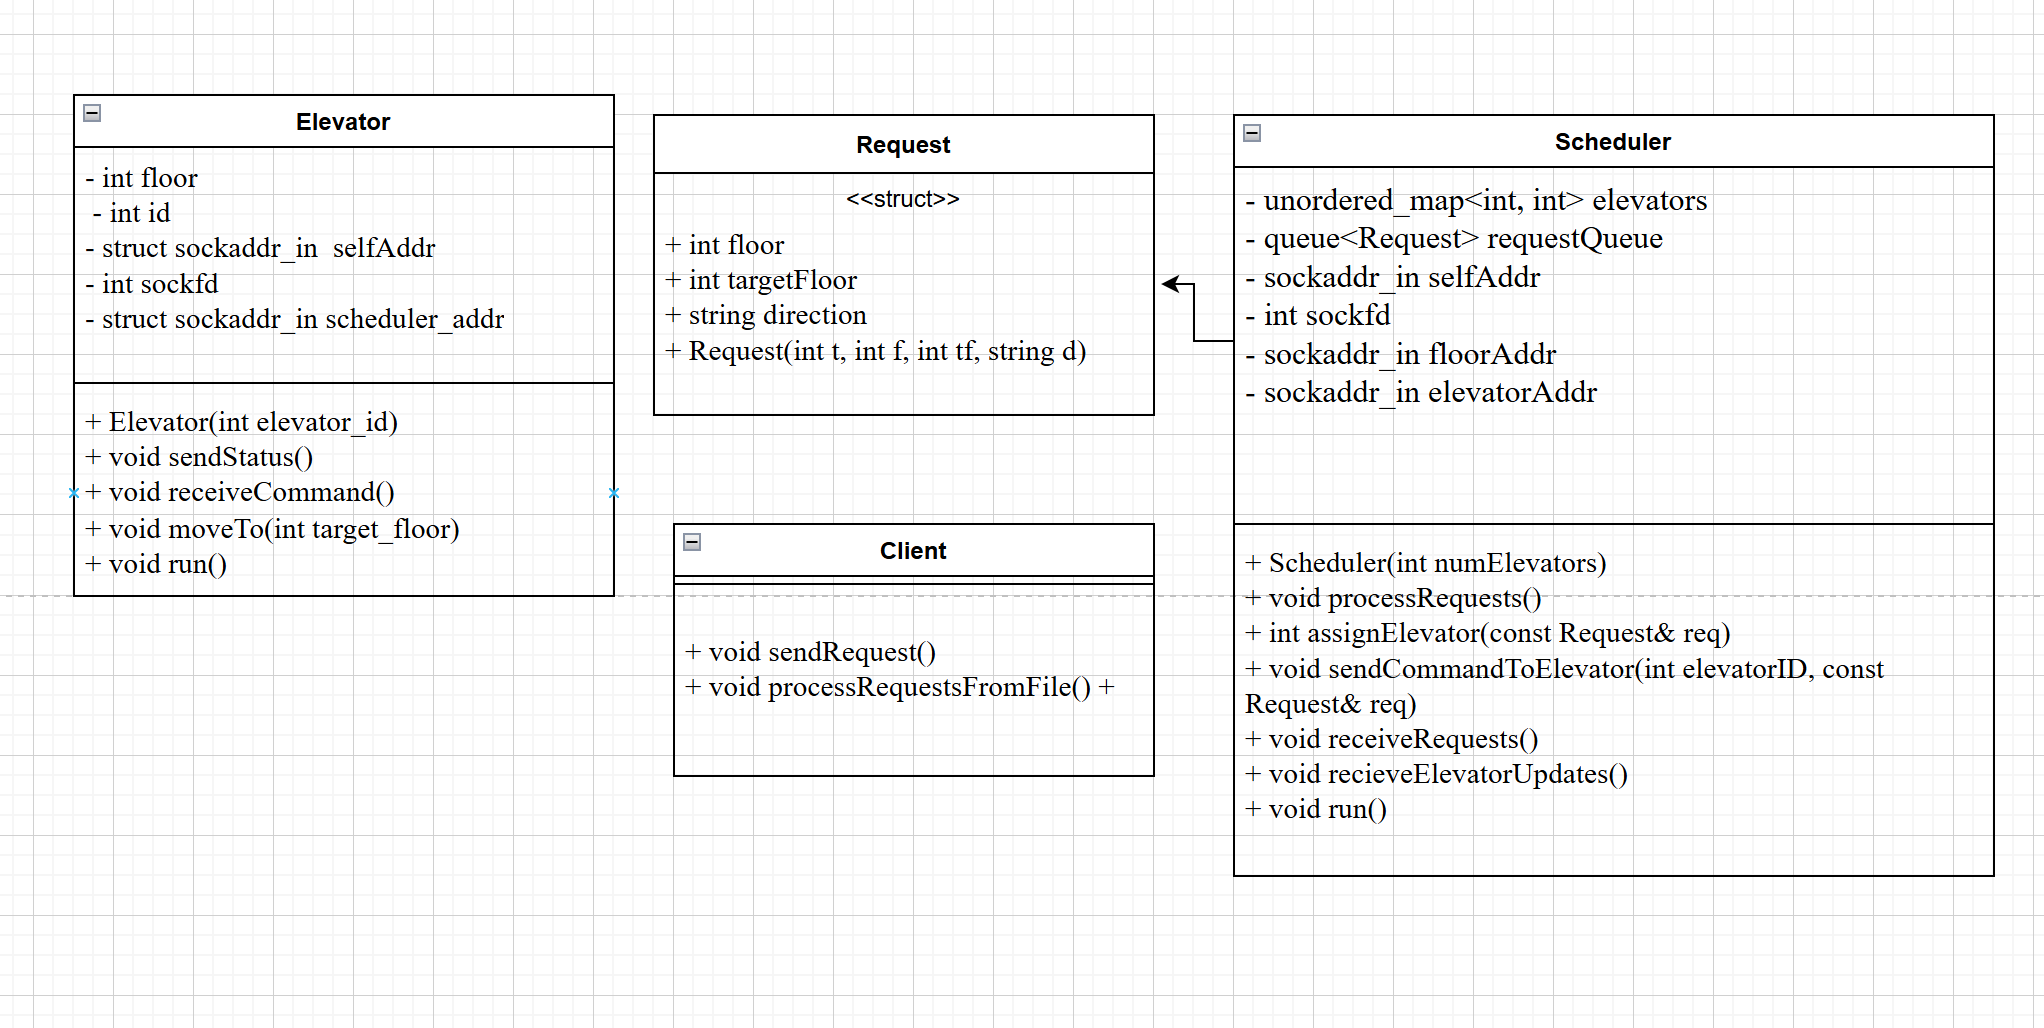 Elevator
- int floor
- int id
- struct sockaddr_in selfAddr
- int sockfd
- struct sockaddr_in scheduler_addr
+ Elevator(int elevator_id)
+ void sendStatus()
+ void receiveCommand()
+ void moveTo(int target_floor)
+ void run()
Request
<<struct>>
+ int floor
+ int targetFloor
+ string direction
+ Request(int t, int f, int tf, string d)
Client
+ void sendRequest()
+ void processRequestsFromFile() +
Scheduler
- unordered_map<int, int> elevators
- queue<Request> requestQueue
- sockaddr_in selfAddr
- int sockfd
- sockaddr_in floorAddr
- sockaddr_in elevatorAddr
+ Scheduler(int numElevators)
+ void processRequests()
+ int assignElevator(const Request& req)
+ void sendCommandToElevator(int elevatorID, const
Request& req)
+ void receiveRequests()
+ void recieveElevatorUpdates()
+ void run()